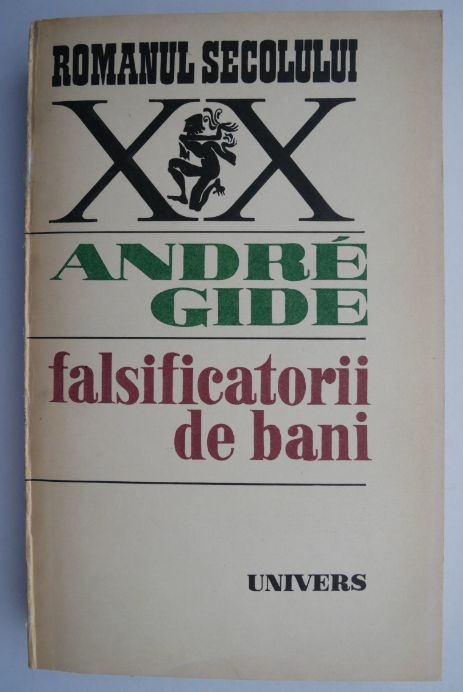 ROMANUL SECOLULUI
XX
ANDRÉ
GIDE
falsificatorii
de bani
UNIVERS